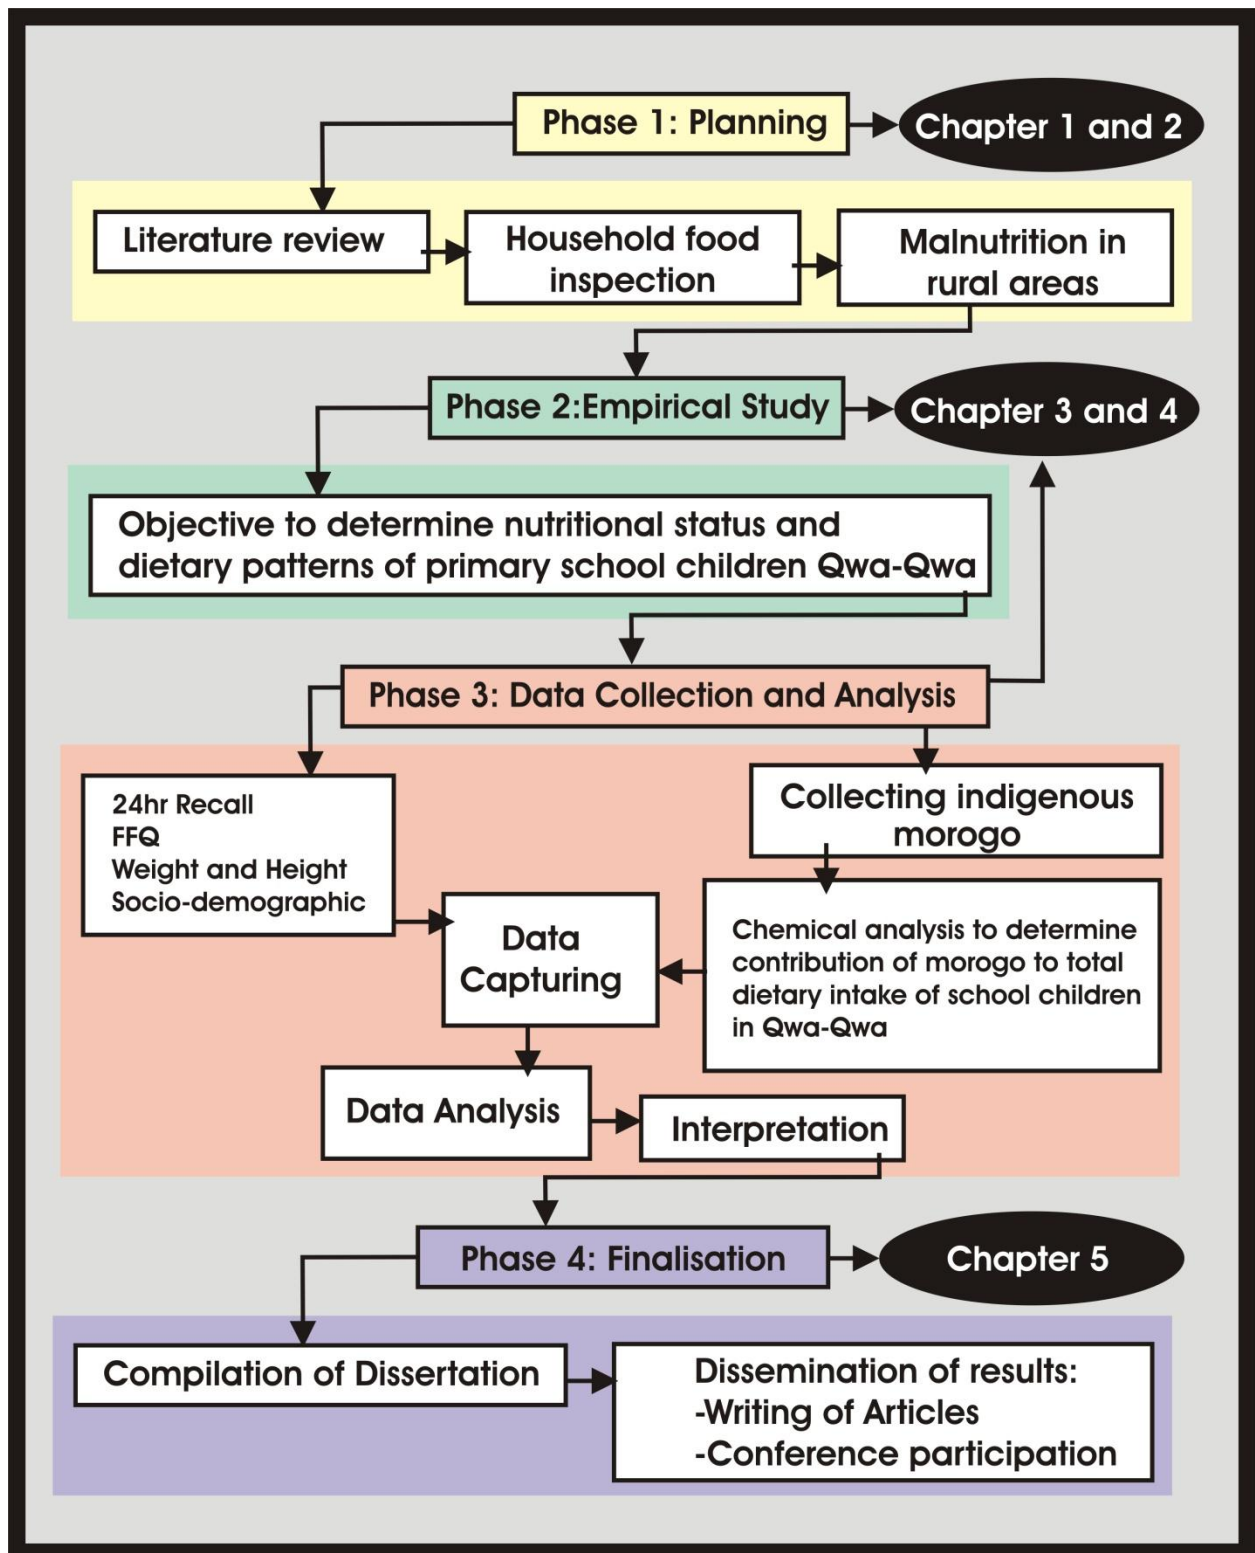 Phase 1: Planning
Chapter 1 and 2
Literature review
Household food
inspection
Malnutrition in
rural areas
Phase 2:Empirical Study
Chapter 3 and 4
Objective to determine nutritional status and
dietary patterns of primary school children Qwa-Qwa
Phase 3: Data Collection and Analysis
24hr Recall
FFQ
Weight and Height
Socio-demographic
Collecting indigenous
morogo
Chemical analysis to determine
contribution of morogo to total
dietary intake of school children
in Qwa-Qwa
Data
Capturing
Data Analysis
Interpretation
Phase 4: Finalisation
Chapter 5
Compilation of Dissertation
Dissemination of results:
-Writing of Articles
-Conference participation